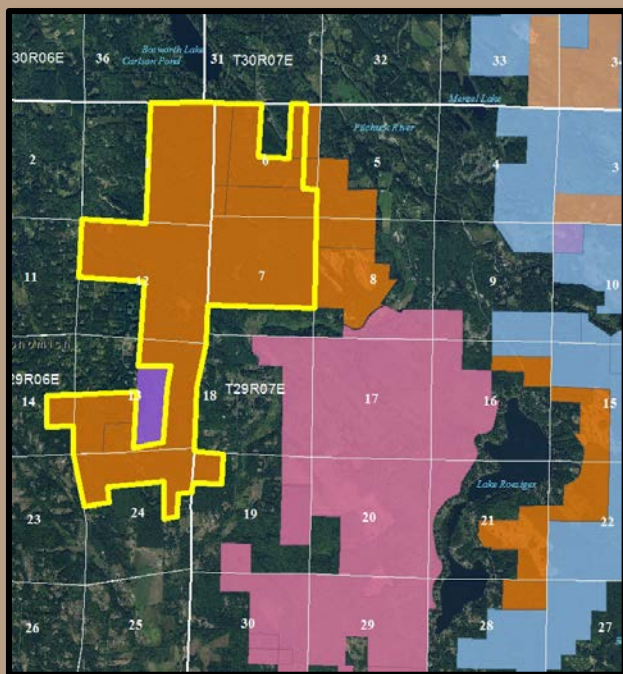 Bosworth Lake
30R06E 36 Carlson Pond 31 T30R07E 32 33 34
Menzel Lake
Pilchuck River
2 6 5 4 3
11 12 7 8 9 10
29R06E
14 13 18 T29R07E 17 16 15
Lake Roesiger
23 24 19 20 21 22
26 25 30 29 28 27